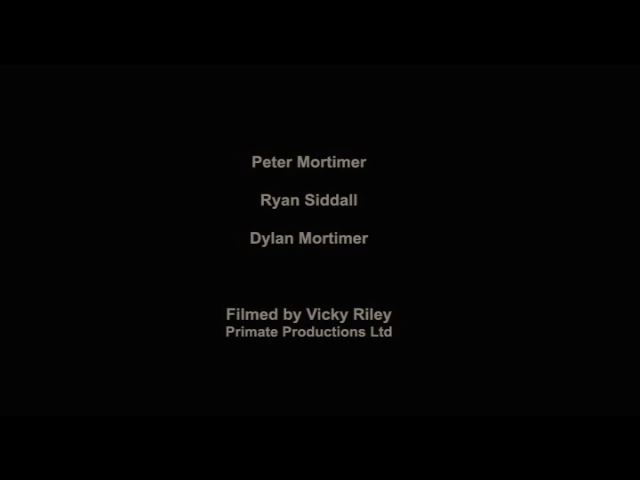 Peter Mortimer
Ryan Siddall
Dylan Mortimer
Filmed by Vicky Riley
Primate Productions Ltd